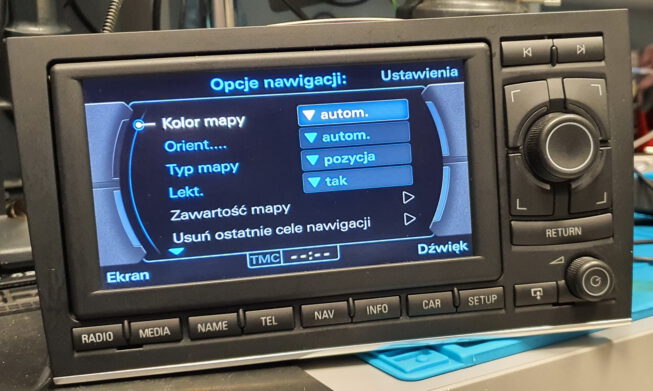 Opcje nawigacji:
Ustawienia
Kolor mapy
autom.
Orient....
autom.
Typ mapy
pozycja
Lekt.
tak
Zawartość mapy
Usuń ostatnie cele nawigacji
TMC --:--
Ekran
Dźwięk
RETURN
RADIO
MEDIA
NAME
TEL
NAV
INFO
CAR
SETUP